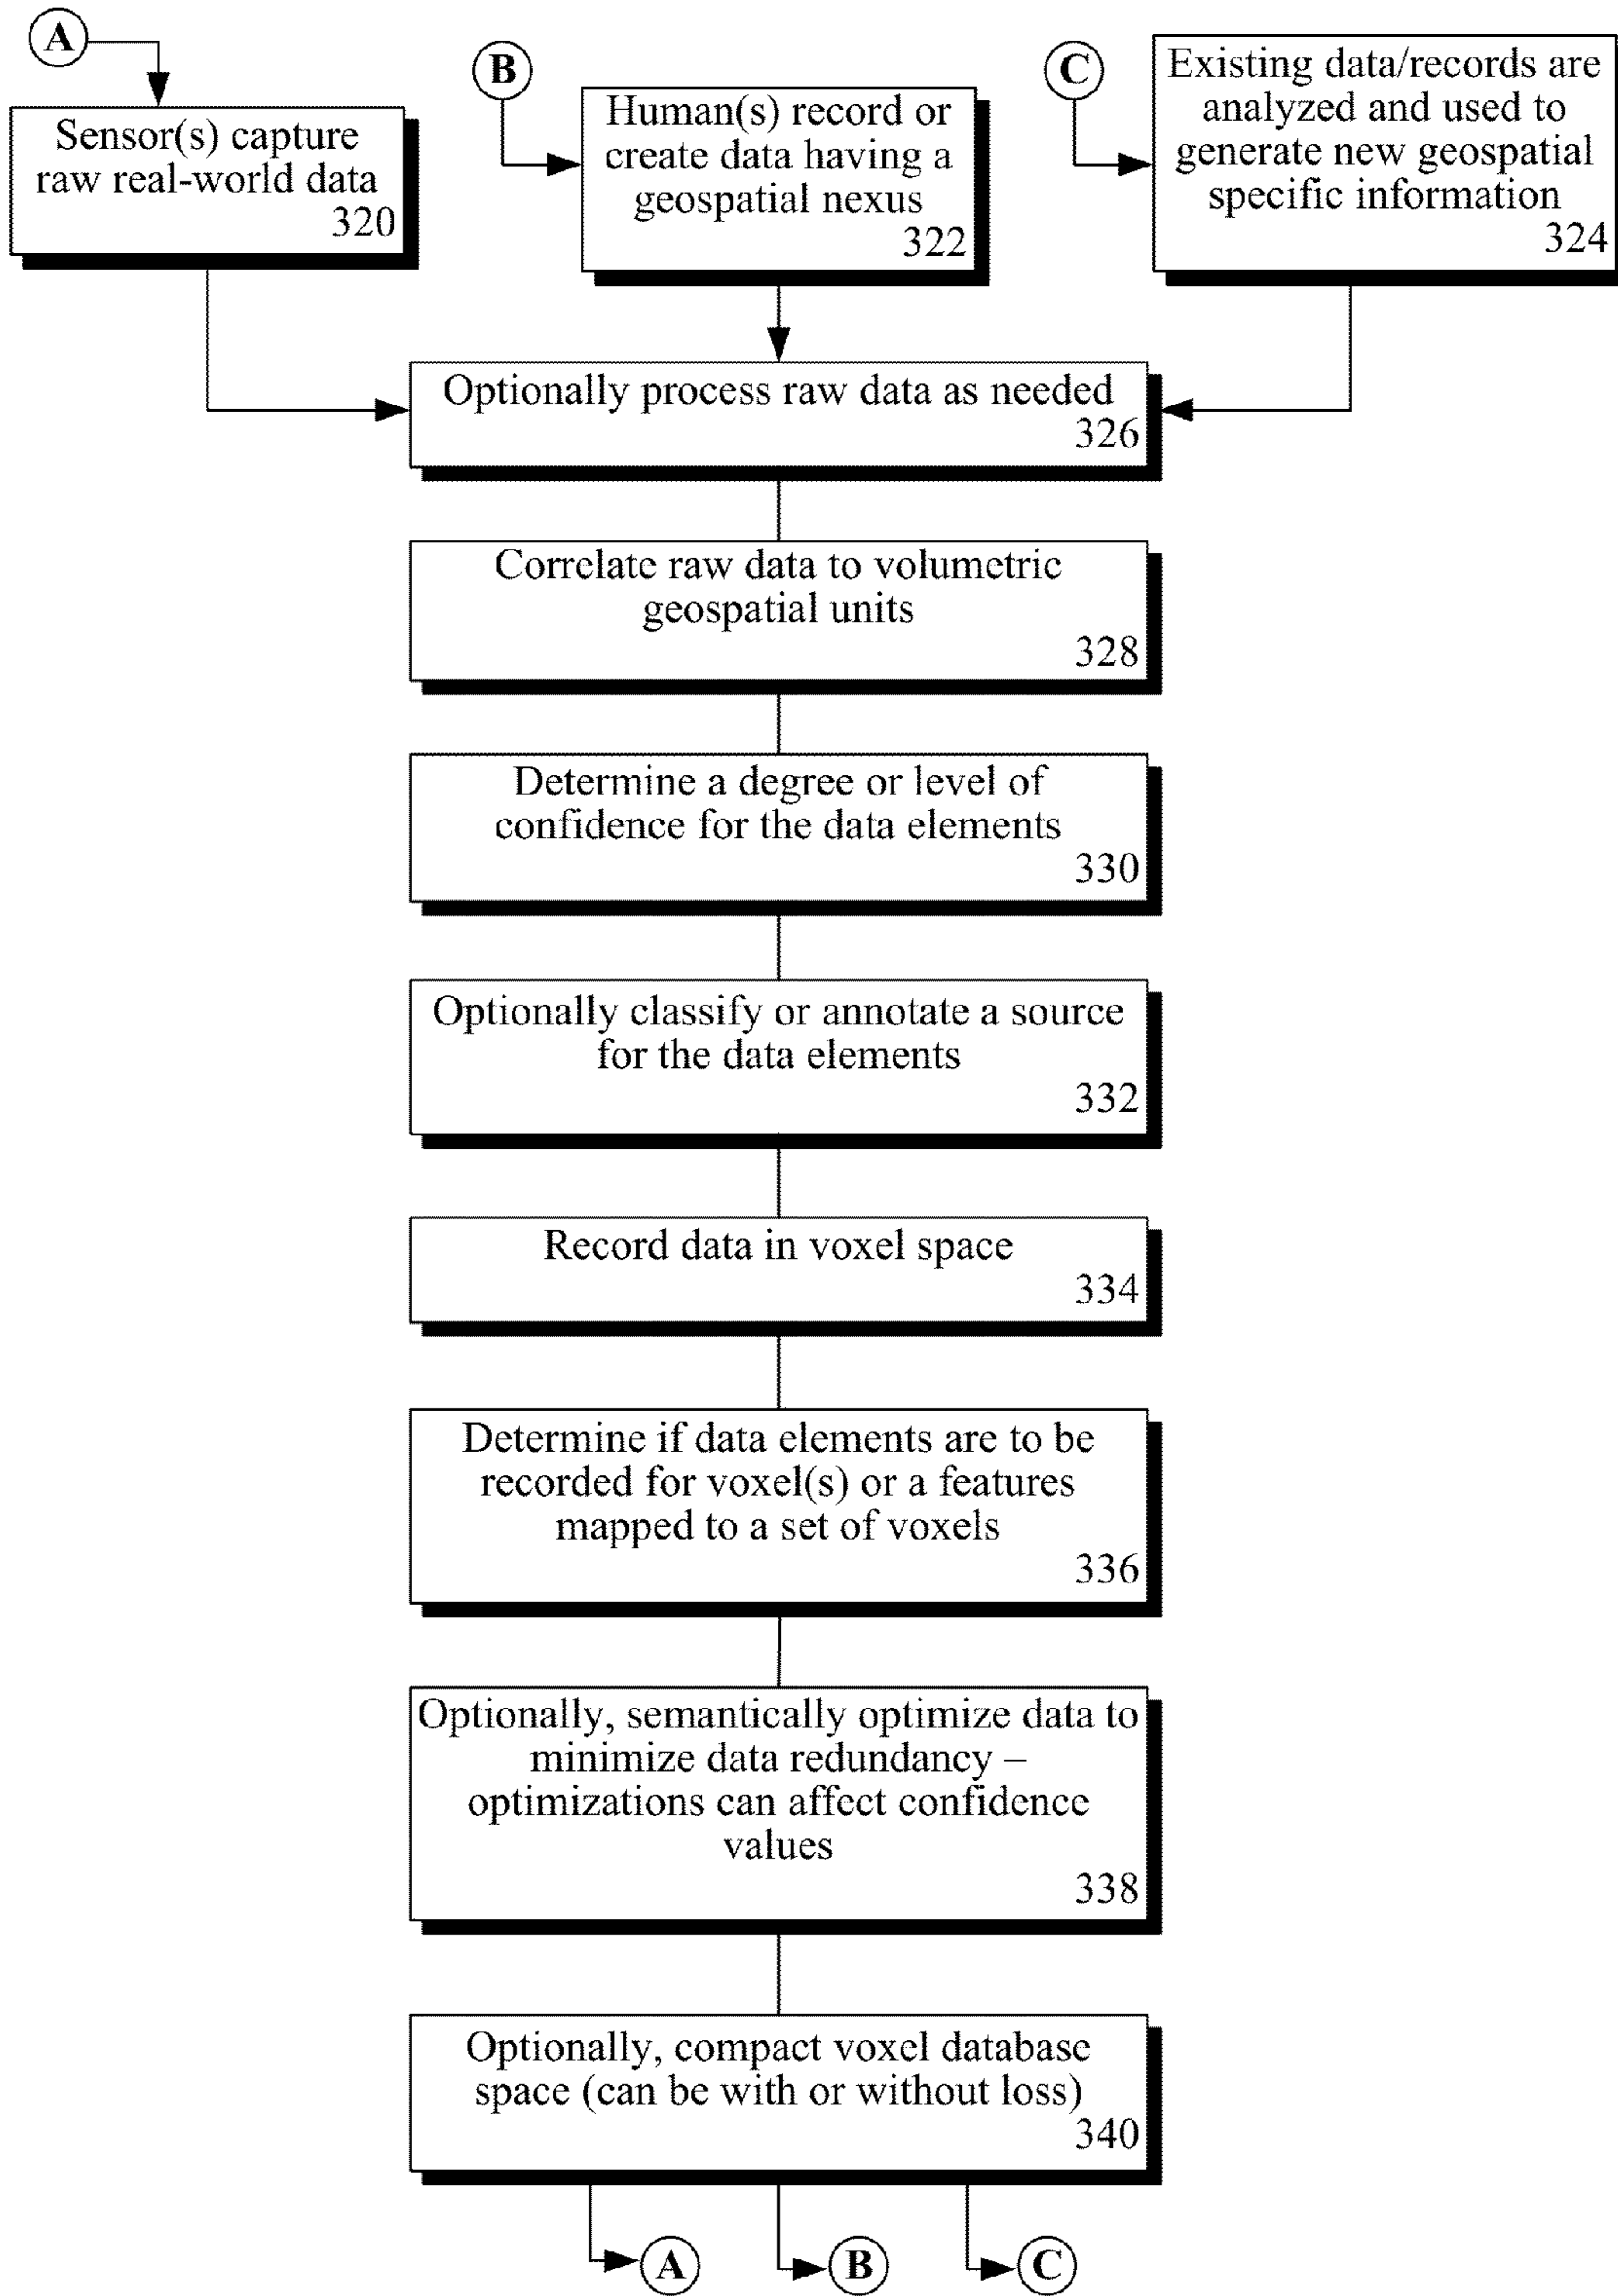 A
Sensor(s) capture
raw real-world data
320
B
Human(s) record or
create data having a
geospatial nexus
322
C
Existing data/records are
analyzed and used to
generate new geospatial
specific information
324
Optionally process raw data as needed
326
Correlate raw data to volumetric
geospatial units
328
Determine a degree or level of
confidence for the data elements
330
Optionally classify or annotate a source
for the data elements
332
Record data in voxel space
334
Determine if data elements are to be
recorded for voxel(s) or a features
mapped to a set of voxels
336
Optionally, semantically optimize data to
minimize data redundancy –
optimizations can affect confidence
values
338
Optionally, compact voxel database
space (can be with or without loss)
340
A
B
C